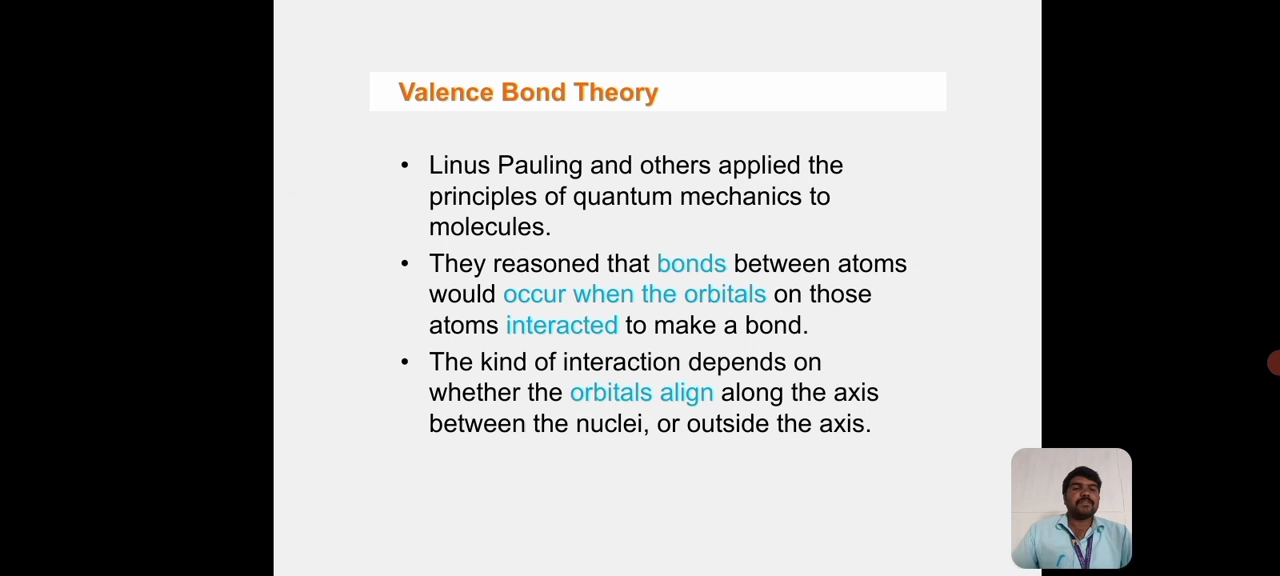 Valence Bond Theory
• Linus Pauling and others applied the
principles of quantum mechanics to
molecules.
• They reasoned that bonds between atoms
would occur when the orbitals on those
atoms interacted to make a bond.
• The kind of interaction depends on
whether the orbitals align along the axis
between the nuclei, or outside the axis.